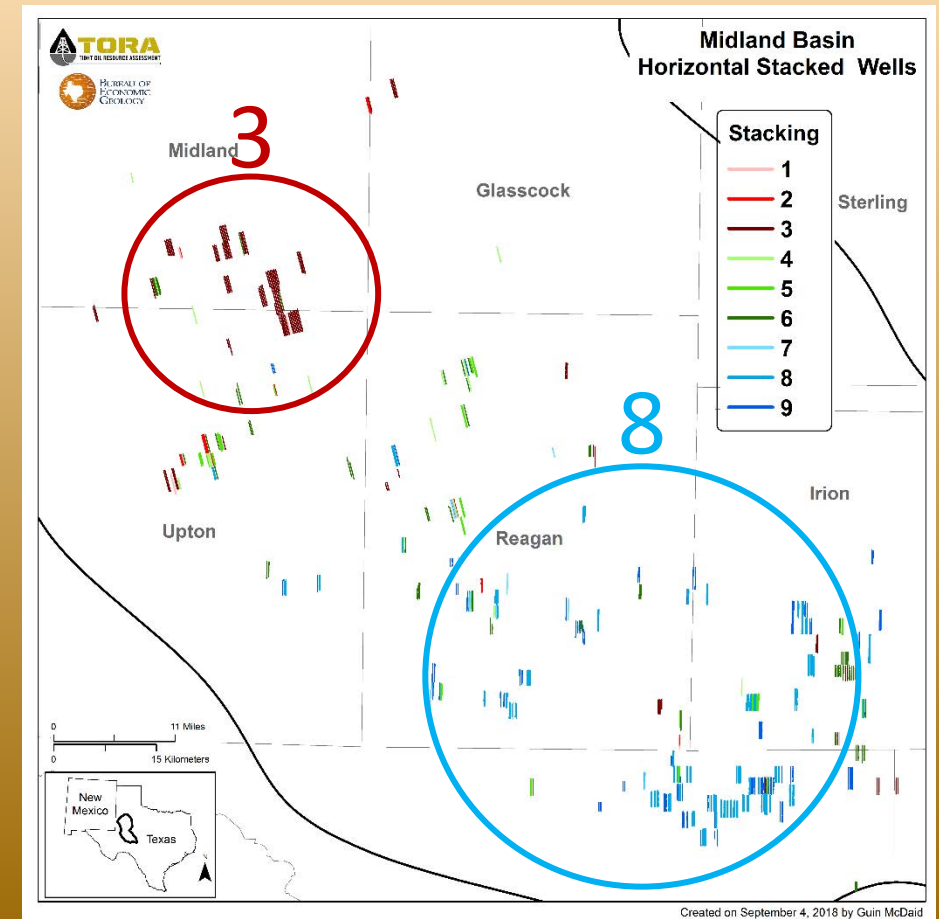 TORA
TIGHT OIL RESOURCE ASSESSMENT
BUREAU OF
ECONOMIC
GEOLOGY
Midland Basin
Horizontal Stacked Wells
Midland
3
Glasscock
Sterling
Stacking
1
2
3
4
5
6
7
8
9
8
Irion
Upton
Reagan
0
11 Miles
0
15 Kilometers
New
Mexico
Texas
N
Created on September 4, 2018 by Guin McDaid